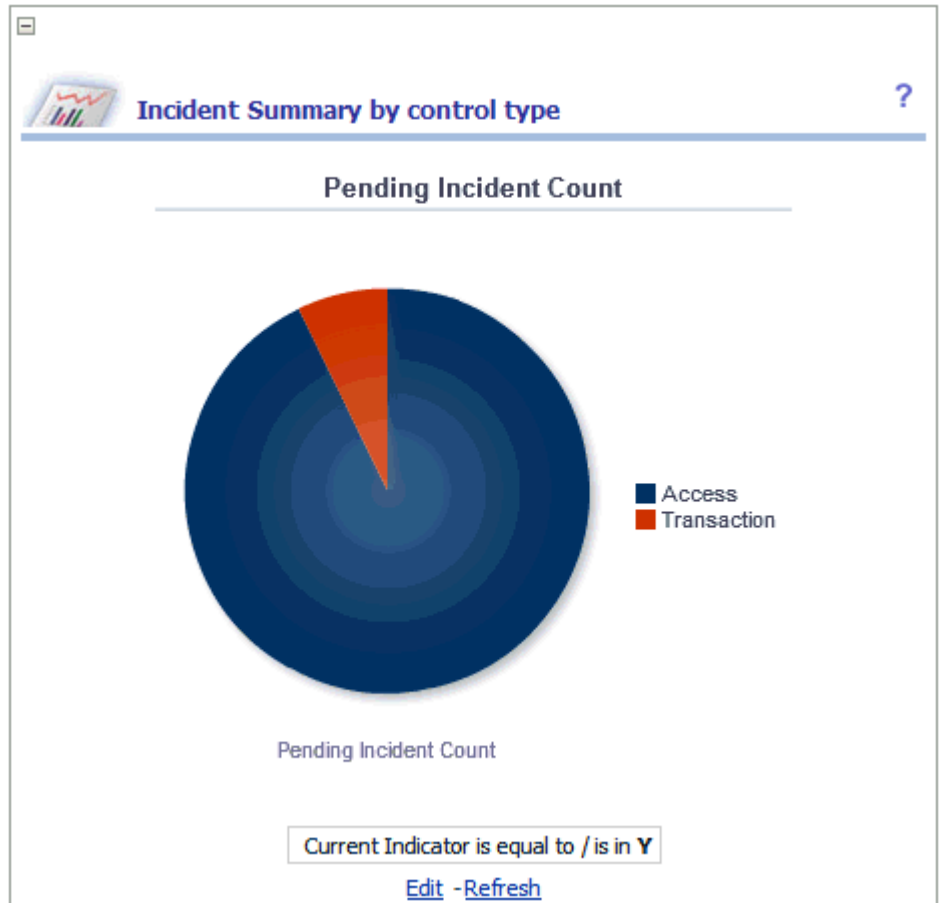 Incident Summary by control type
?
Pending Incident Count
Access
Transaction
Pending Incident Count
Current Indicator is equal to / is in Y
Edit -Refresh